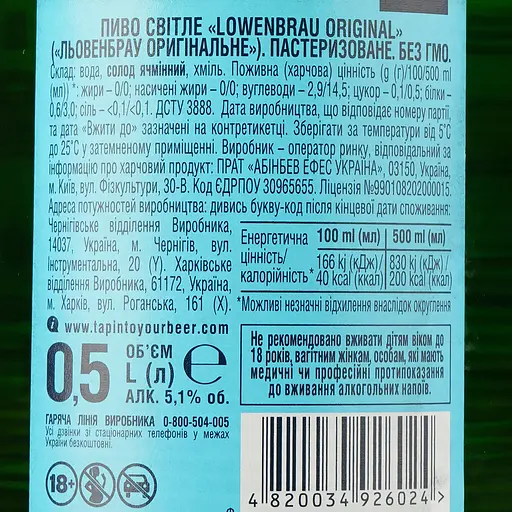 ПИВО СВІТЛЕ «LOWENBRAU ORIGINAL»
(«ЛЬОВЕНБРАУ ОРИГІНАЛЬНЕ»). ПАСТЕРИЗОВАНЕ. БЕЗ ГМО.
Склад: вода, солод ячмінний, хміль. Поживна (харчова) цінність (g (г)/100/500 ml
(мл)) *: жири – 0/0; насичені жири – 0/0; вуглеводи – 2,9/14,5; цукор – 0,1/0,5; білки –
0,6/3,0; сіль – <0,1/<0,1. ДСТУ 3888. Дата виробництва, що відповідає номеру партії,
та дата «Вжити до» зазначені на контретикетці. Зберігати за температури від 5°С
до 25°С у затемненому приміщенні. Виробник – оператор ринку, відповідальний за
інформацію про харчовий продукт: ПРАТ «АБІНБЕВ ЕФЕС УКРАЇНА», 03150, Україна,
м. Київ, вул. Фізкультури, 30-В. Код ЄДРПОУ 30965655. Ліцензія №990108202000015.
Адреса потужностей виробництва: дивись букву-код після кінцевої дати споживання:
Чернігівське відділення Виробника,
14037, Україна, м. Чернігів, вул.
Інструментальна, 20 (Y). Харківське
відділення Виробника, 61172, Україна,
м. Харків, вул. Роганська, 161 (X).
Енергетична цінність/ калорійність*
100 ml (мл) 500 ml (мл)
166 kj (кДж)/ 830 kj (кДж)/
40 kcal (ккал) 200 kcal (ккал)
*Можливі незначні відхилення внаслідок округлення
www.tapintoyourbeer.com
0,5 ОБ'ЄМ
L (л) ℮
АЛК. 5,1% об.
Не рекомендовано вживати дітям віком до
18 років, вагітним жінкам, особам, які мають
медичні чи професійні протипоказання
до вживання алкогольних напоїв.
ГАРЯЧА ЛІНІЯ ВИРОБНИКА 0-800-504-005
Усі дзвінки зі стаціонарних телефонів у межах
України безкоштовні.
18+
4 820034 926024 >